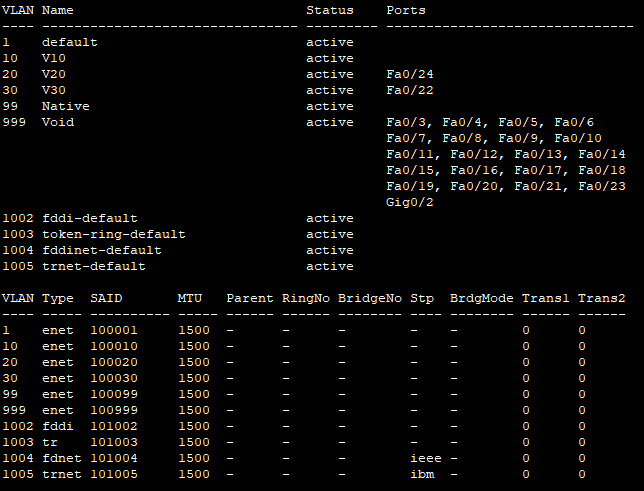 VLAN Name                             Status    Ports
---- -------------------------------- --------- -------------------------------
1    default                          active
10   V10                              active
20   V20                              active    Fa0/24
30   V30                              active    Fa0/22
99   Native                           active
999  Void                             active    Fa0/3, Fa0/4, Fa0/5, Fa0/6
                                                Fa0/7, Fa0/8, Fa0/9, Fa0/10
                                                Fa0/11, Fa0/12, Fa0/13, Fa0/14
                                                Fa0/15, Fa0/16, Fa0/17, Fa0/18
                                                Fa0/19, Fa0/20, Fa0/21, Fa0/23
                                                Gig0/2
1002 fddi-default                     active
1003 token-ring-default               active
1004 fddinet-default                  active
1005 trnet-default                    active

VLAN Type  SAID       MTU   Parent RingNo BridgeNo Stp  BrdgMode Trans1 Trans2
---- ----- ---------- ----- ------ ------ -------- ---- -------- ------ ------
1    enet  100001     1500  -      -      -        -    -        0      0
10   enet  100010     1500  -      -      -        -    -        0      0
20   enet  100020     1500  -      -      -        -    -        0      0
30   enet  100030     1500  -      -      -        -    -        0      0
99   enet  100099     1500  -      -      -        -    -        0      0
999  enet  100999     1500  -      -      -        -    -        0      0
1002 fddi  101002     1500  -      -      -        -    -        0      0
1003 tr    101003     1500  -      -      -        -    -        0      0
1004 fdnet 101004     1500  -      -      -        ieee -        0      0
1005 trnet 101005     1500  -      -      -        ibm  -        0      0